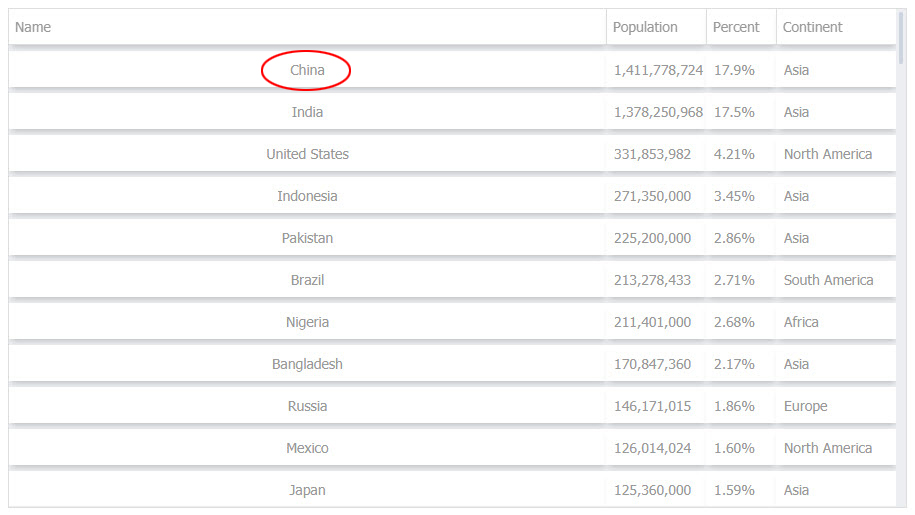 Name Population Percent Continent
China 1,411,778,724 17.9% Asia
India 1,378,250,968 17.5% Asia
United States 331,853,982 4.21% North America
Indonesia 271,350,000 3.45% Asia
Pakistan 225,200,000 2.86% Asia
Brazil 213,278,433 2.71% South America
Nigeria 211,401,000 2.68% Africa
Bangladesh 170,847,360 2.17% Asia
Russia 146,171,015 1.86% Europe
Mexico 126,014,024 1.60% North America
Japan 125,360,000 1.59% Asia